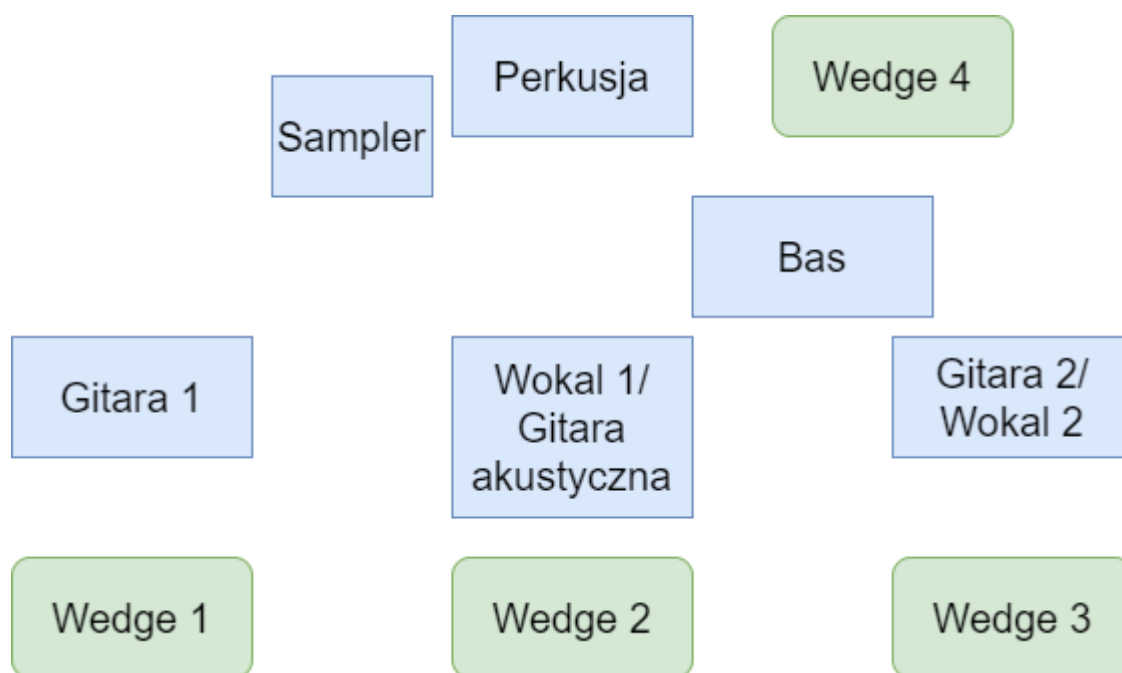 Perkusja
Wedge 4
Sampler
Bas
Gitara 1
Wokal 1/
Gitara
akustyczna
Gitara 2/
Wokal 2
Wedge 1
Wedge 2
Wedge 3